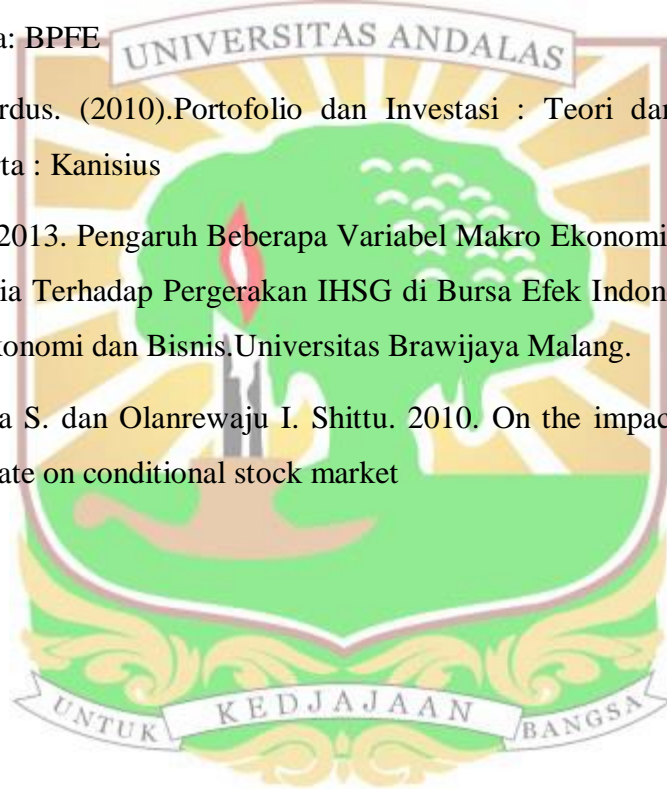 a: BPFE
UNIVERSITAS ANDALAS
rdus. (2010).Portofolio dan Investasi : Teori dan
rta : Kanisius
2013. Pengaruh Beberapa Variabel Makro Ekonomi
ia Terhadap Pergerakan IHSG di Bursa Efek Indon
konomi dan Bisnis.Universitas Brawijaya Malang.
a S. dan Olanrewaju I. Shittu. 2010. On the impac
ate on conditional stock market
UNTUK KEDJAJAAN BANGSA